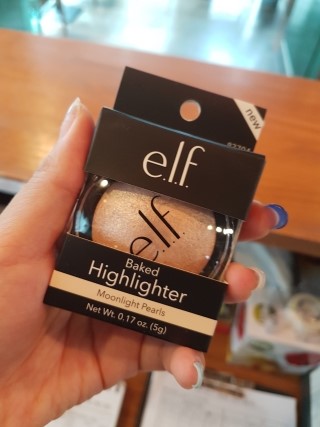 new
e.l.f.
e.l.f.
Baked
Highlighter
Moonlight Pearls
Net Wt. 0.17 oz. (5g)